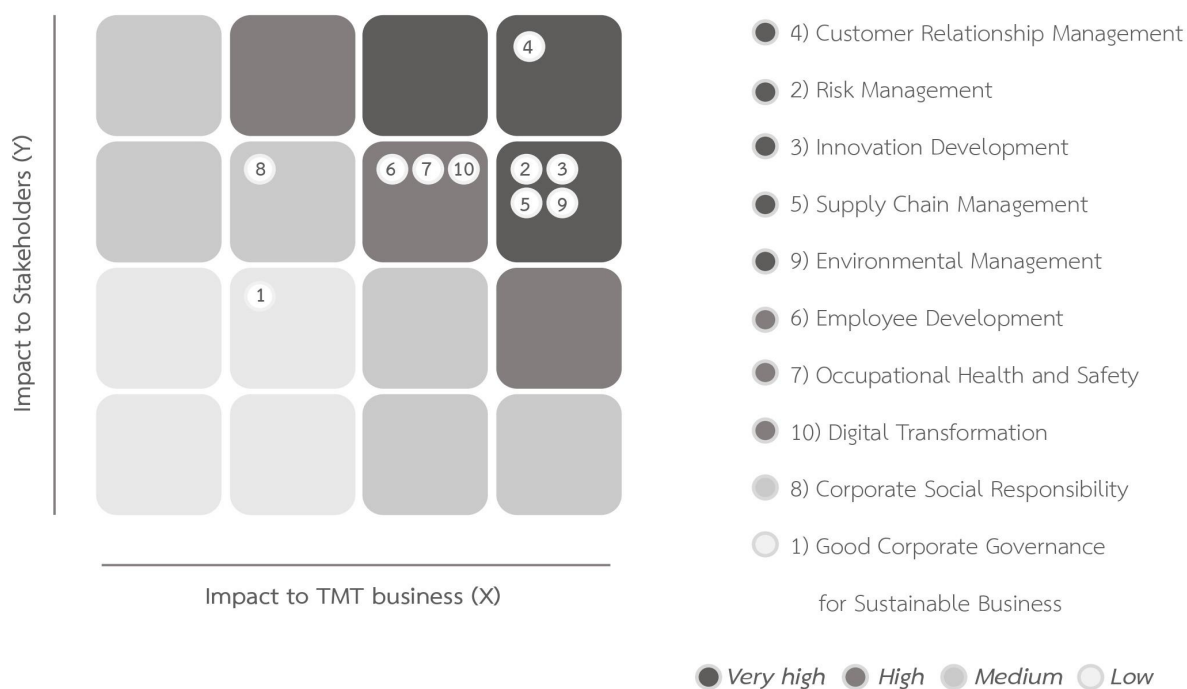 Impact to Stakeholders (Y)
4
8
6 7 10
2 3
5 9
1
Impact to TMT business (X)
4) Customer Relationship Management
2) Risk Management
3) Innovation Development
5) Supply Chain Management
9) Environmental Management
6) Employee Development
7) Occupational Health and Safety
10) Digital Transformation
8) Corporate Social Responsibility
1) Good Corporate Governance
for Sustainable Business
Very high High Medium Low